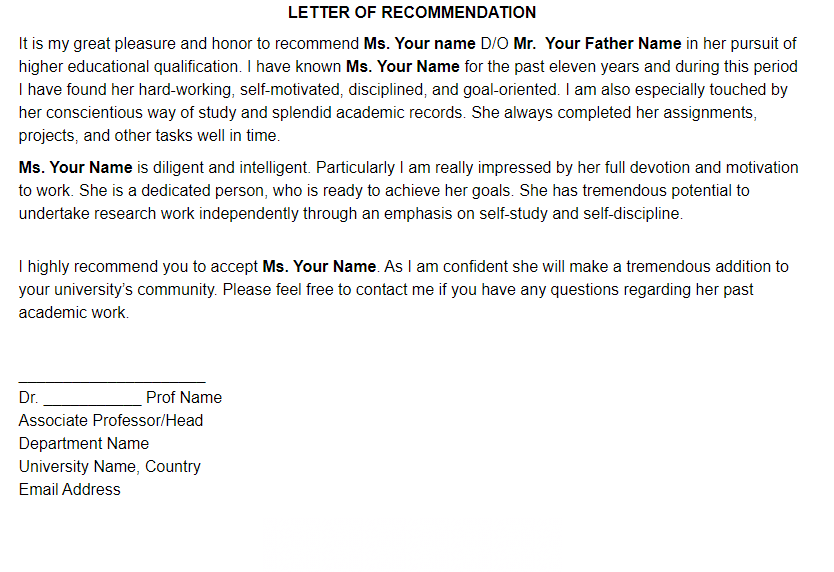 LETTER OF RECOMMENDATION
It is my great pleasure and honor to recommend Ms. Your name D/O Mr.  Your Father Name in her pursuit of
higher educational qualification. I have known Ms. Your Name for the past eleven years and during this period
I have found her hard-working, self-motivated, disciplined, and goal-oriented. I am also especially touched by
her conscientious way of study and splendid academic records. She always completed her assignments,
projects, and other tasks well in time.
Ms. Your Name is diligent and intelligent. Particularly I am really impressed by her full devotion and motivation
to work. She is a dedicated person, who is ready to achieve her goals. She has tremendous potential to
undertake research work independently through an emphasis on self-study and self-discipline.
I highly recommend you to accept Ms. Your Name. As I am confident she will make a tremendous addition to
your university’s community. Please feel free to contact me if you have any questions regarding her past
academic work.
_____________________
Dr. ___________ Prof Name
Associate Professor/Head
Department Name
University Name, Country
Email Address